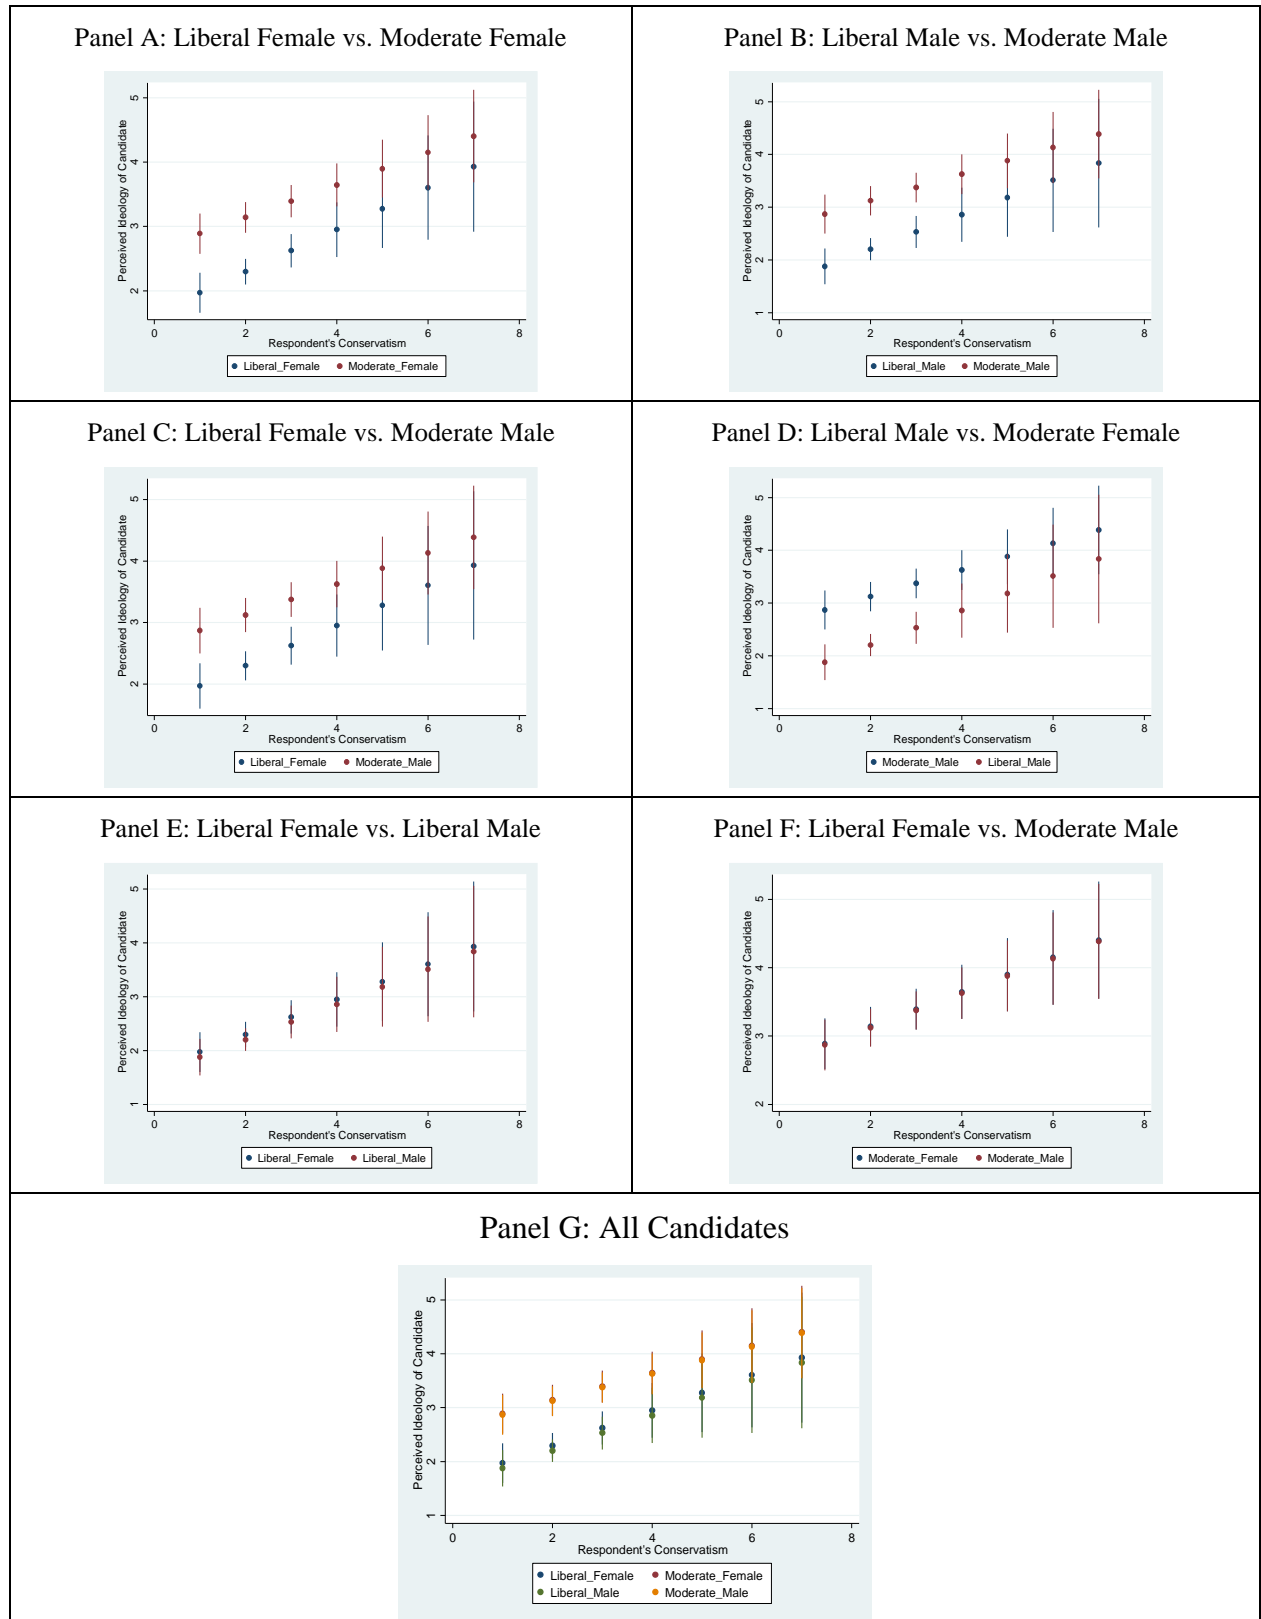 Panel A: Liberal Female vs. Moderate Female
Perceived Ideology of Candidate
5
4
3
2
0 2 4 6 8
Respondent's Conservatism
Liberal_Female Moderate_Female
Panel B: Liberal Male vs. Moderate Male
Perceived Ideology of Candidate
5
4
3
2
1
0 2 4 6 8
Respondent's Conservatism
Liberal_Male Moderate_Male
Panel C: Liberal Female vs. Moderate Male
Perceived Ideology of Candidate
5
4
3
2
0 2 4 6 8
Respondent's Conservatism
Liberal_Female Moderate_Male
Panel D: Liberal Male vs. Moderate Female
Perceived Ideology of Candidate
5
4
3
2
1
0 2 4 6 8
Respondent's Conservatism
Moderate_Male Liberal_Male
Panel E: Liberal Female vs. Liberal Male
Perceived Ideology of Candidate
5
4
3
2
1
0 2 4 6 8
Respondent's Conservatism
Liberal_Female Liberal_Male
Panel F: Liberal Female vs. Moderate Male
Perceived Ideology of Candidate
5
4
3
2
0 2 4 6 8
Respondent's Conservatism
Moderate_Female Moderate_Male
Panel G: All Candidates
Perceived Ideology of Candidate
5
4
3
2
1
0 2 4 6 8
Respondent's Conservatism
Liberal_Female Moderate_Female
Liberal_Male Moderate_Male